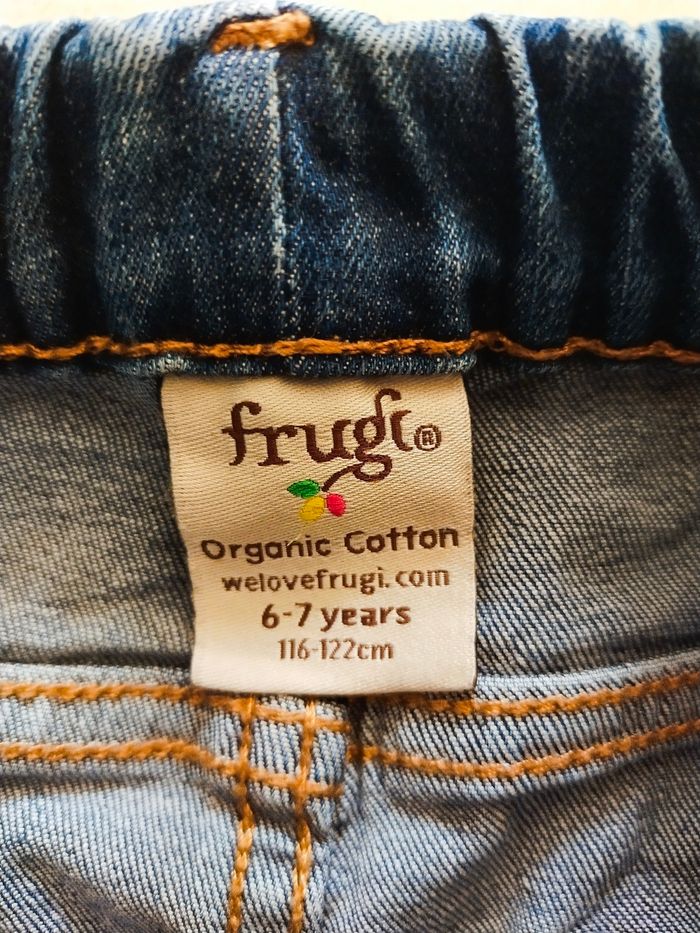 frugi®
Organic Cotton
welovefrugi.com
6-7 years
116-122cm